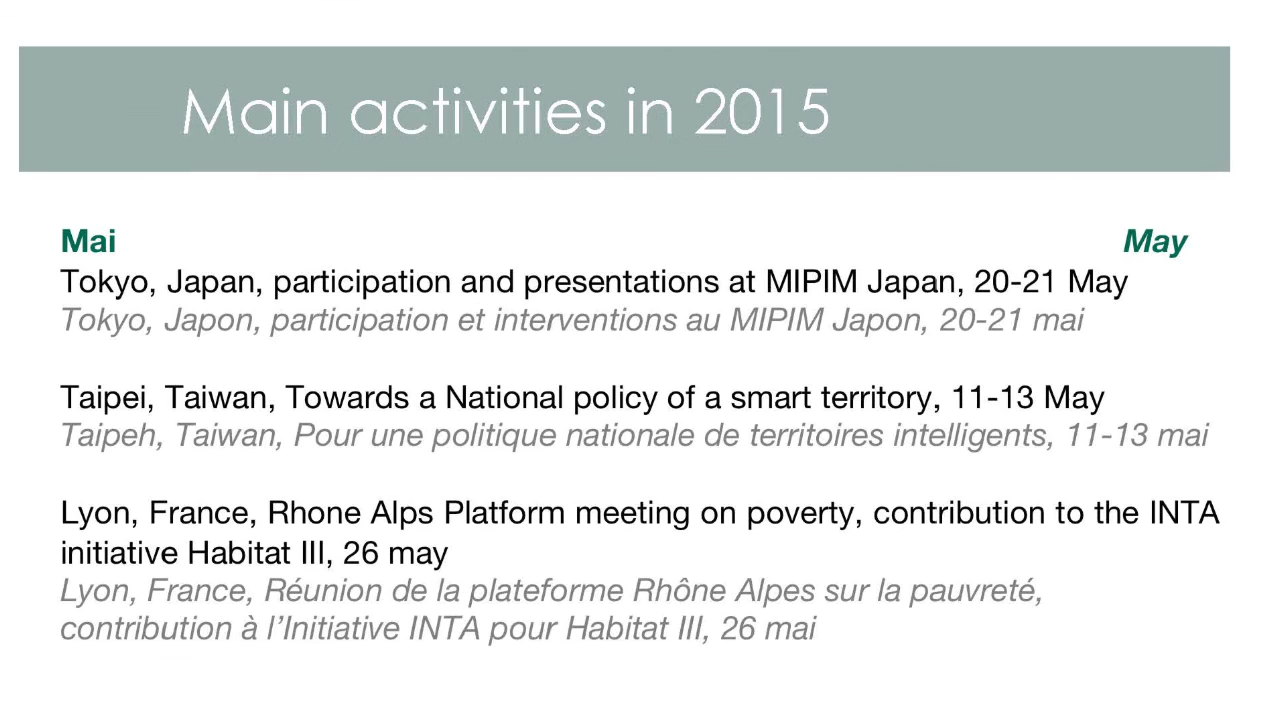 Main activities in 2015
Mai May
Tokyo, Japan, participation and presentations at MIPIM Japan, 20-21 May
Tokyo, Japon, participation et interventions au MIPIM Japon, 20-21 mai
Taipei, Taiwan, Towards a National policy of a smart territory, 11-13 May
Taipeh, Taiwan, Pour une politique nationale de territoires intelligents, 11-13 mai
Lyon, France, Rhone Alps Platform meeting on poverty, contribution to the INTA
initiative Habitat III, 26 may
Lyon, France, Réunion de la plateforme Rhône Alpes sur la pauvreté,
contribution à l’Initiative INTA pour Habitat III, 26 mai